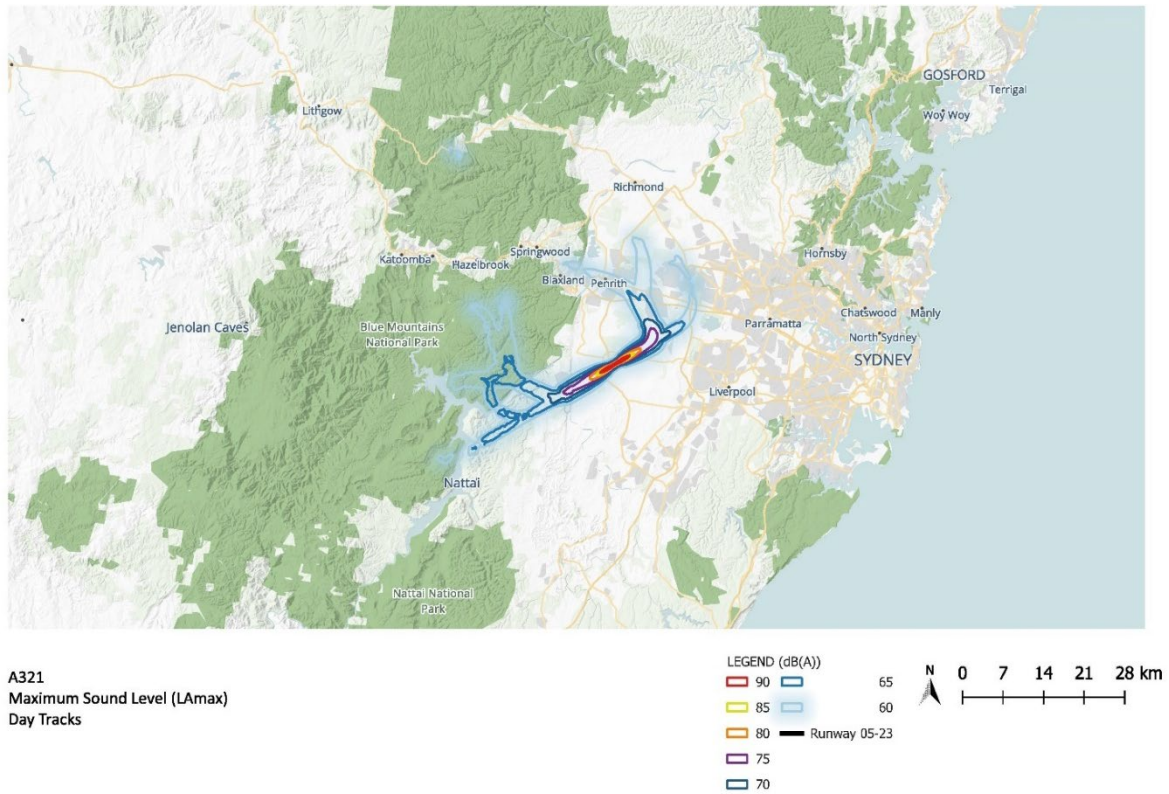 GOSFORD
Terrigal
Lithgow
Woy Woy
Richmond
Springwood
Hornsby
Katoomba
Hazelbrook
Blaxland
Penrith
Jenolan Caves
Blue Mountains
National Park
Parramatta
Chatswood
Manly
North Sydney
SYDNEY
Liverpool
Nattai
Nattai National
Park
A321
Maximum Sound Level (LAmax)
Day Tracks
LEGEND (dB(A))
90
65
85
60
80
Runway 05-23
75
70
N
0 7 14 21 28 km